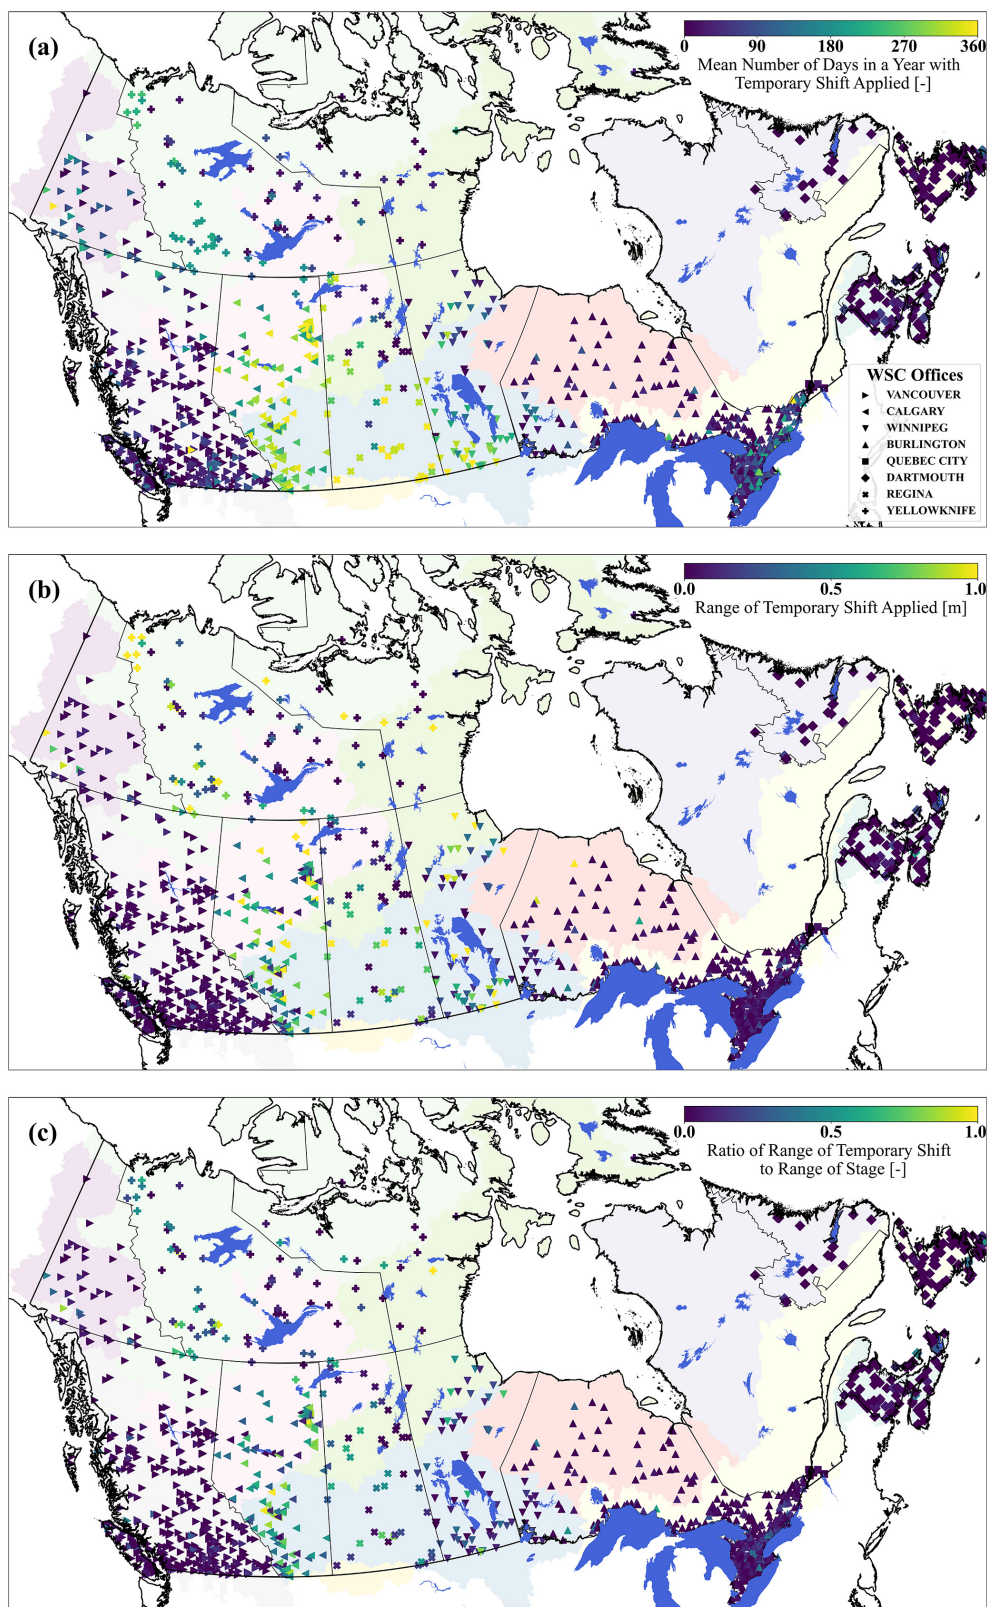 (a)
0 90 180 270 360
Mean Number of Days in a Year with
Temporary Shift Applied [-]
WSC Offices
VANCOUVER
CALGARY
WINNIPEG
BURLINGTON
QUEBEC CITY
DARTMOUTH
REGINA
YELLOWKNIFE
(b)
0.0 0.5 1.0
Range of Temporary Shift Applied [m]
(c)
0.0 0.5 1.0
Ratio of Range of Temporary Shift
to Range of Stage [-]